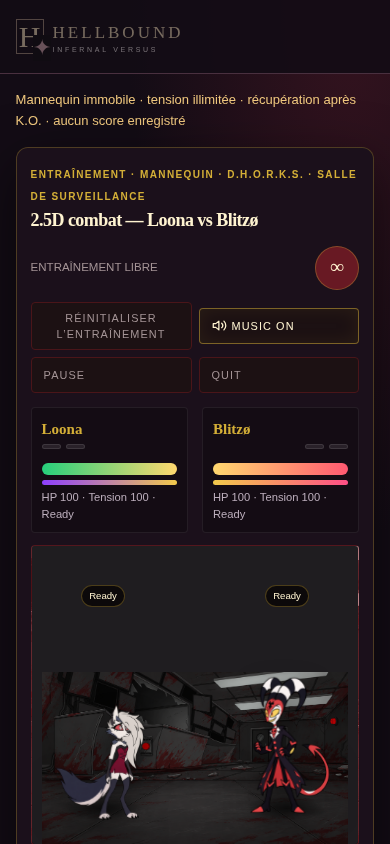 HELLBOUND
INFERNAL VERSUS
Mannequin immobile · tension illimitée · récupération après
K.O. · aucun score enregistré
ENTRAÎNEMENT · MANNEQUIN · D.H.O.R.K.S. · SALLE
DE SURVEILLANCE
2.5D combat — Loona vs Blitzø
ENTRAÎNEMENT LIBRE
∞
RÉINITIALISER
L'ENTRAÎNEMENT
MUSIC ON
PAUSE
QUIT
Loona
HP 100 · Tension 100 ·
Ready
Blitzø
HP 100 · Tension 100 ·
Ready
Ready
Ready